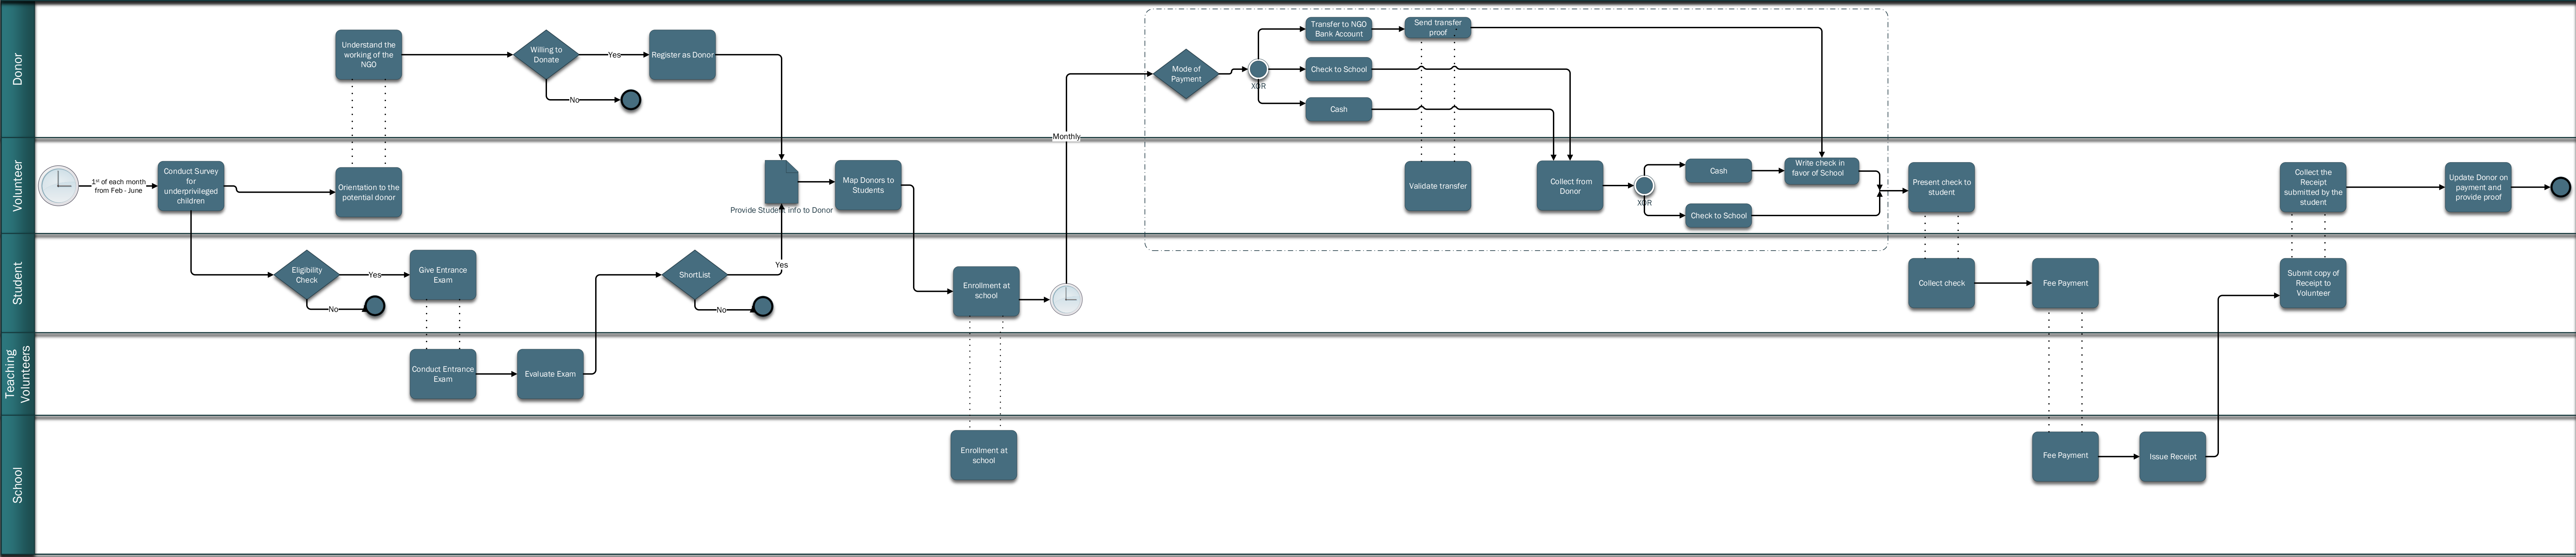 Donor
Understand the
working of the
NGO
Willing to
Donate
Yes
No
Register as Donor
Mode of
Payment
XOR
Transfer to NGO
Bank Account
Send transfer
proof
Check to School
Cash
Monthly
Volunteer
1st of each month
from Feb - June
Conduct Survey
for
underprivileged
children
Orientation to the
potential donor
Provide Student info to Donor
Map Donors to
Students
Validate transfer
Collect from
Donor
XOR
Cash
Check to School
Write check in
favor of School
Present check to
student
Collect the
Receipt
submitted by the
student
Update Donor on
payment and
provide proof
Student
Eligibility
Check
Yes
No
Give Entrance
Exam
ShortList
Yes
No
Enrollment at
school
Collect check
Fee Payment
Submit copy of
Receipt to
Volunteer
Teaching
Volunteers
Conduct Entrance
Exam
Evaluate Exam
School
Enrollment at
school
Fee Payment
Issue Receipt